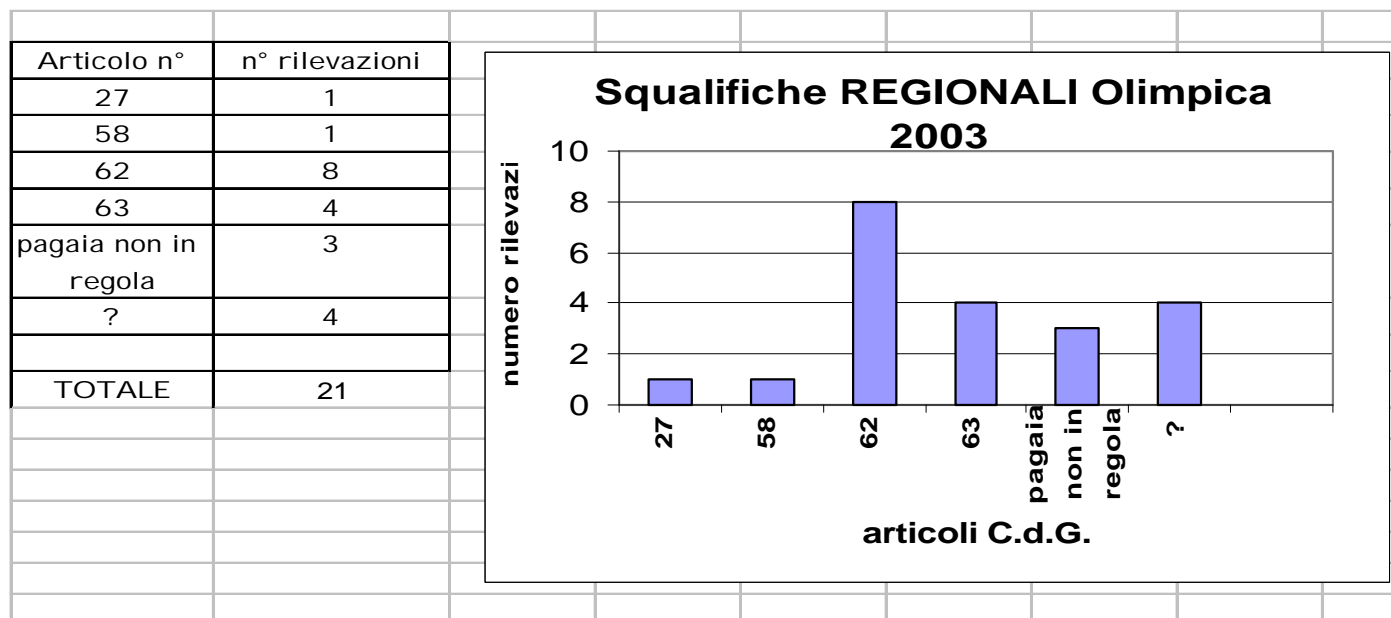 Articolo n° n° rilevazioni
27 1
58 1
62 8
63 4
pagaia non in 3
regola
? 4
TOTALE 21
Squalifiche REGIONALI Olimpica
2003
numero rilevazi
10
8
6
4
2
0
27 58 62 63 pagaia non in regola ?
articoli C.d.G.